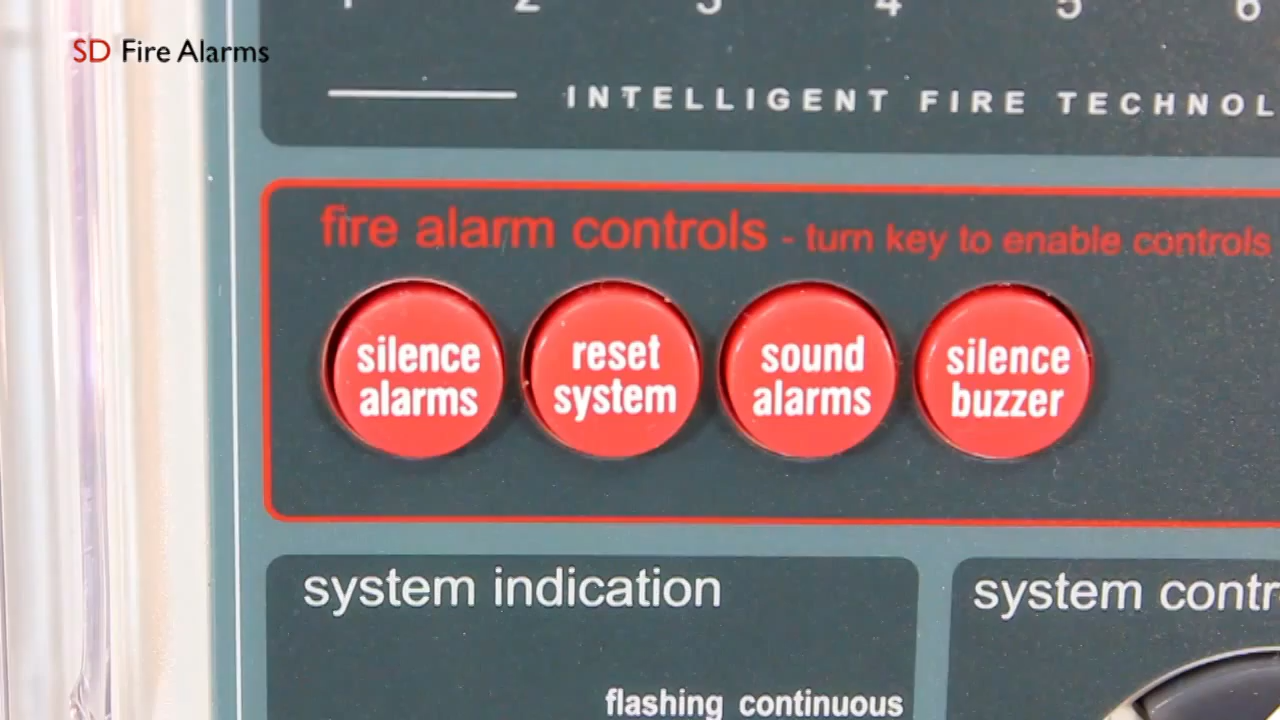 1 2 3 4 5 6
SD Fire Alarms
INTELLIGENT FIRE TECHNOL
fire alarm controls - turn key to enable controls
silence
alarms
reset
system
sound
alarms
silence
buzzer
system indication
system contr
flashing continuous